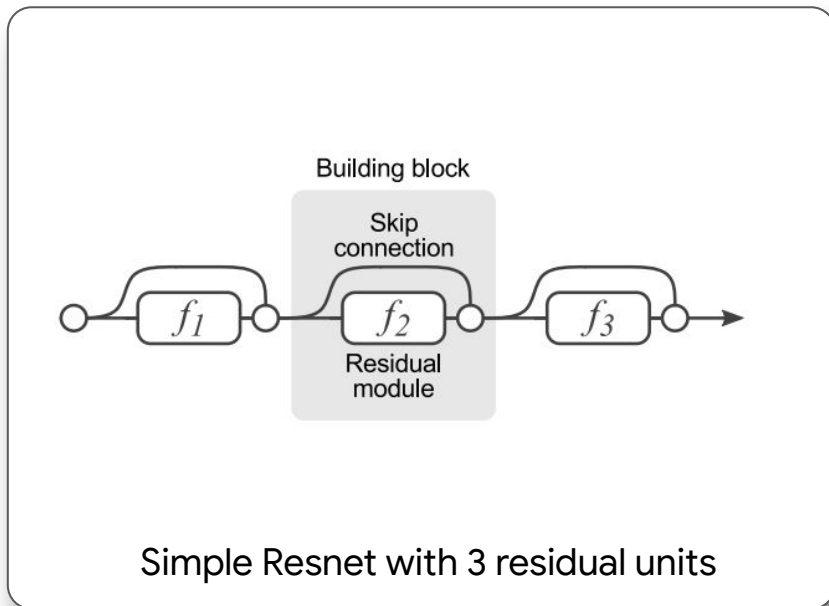 Building block
Skip
connection
f1
f2
f3
Residual
module
Simple Resnet with 3 residual units